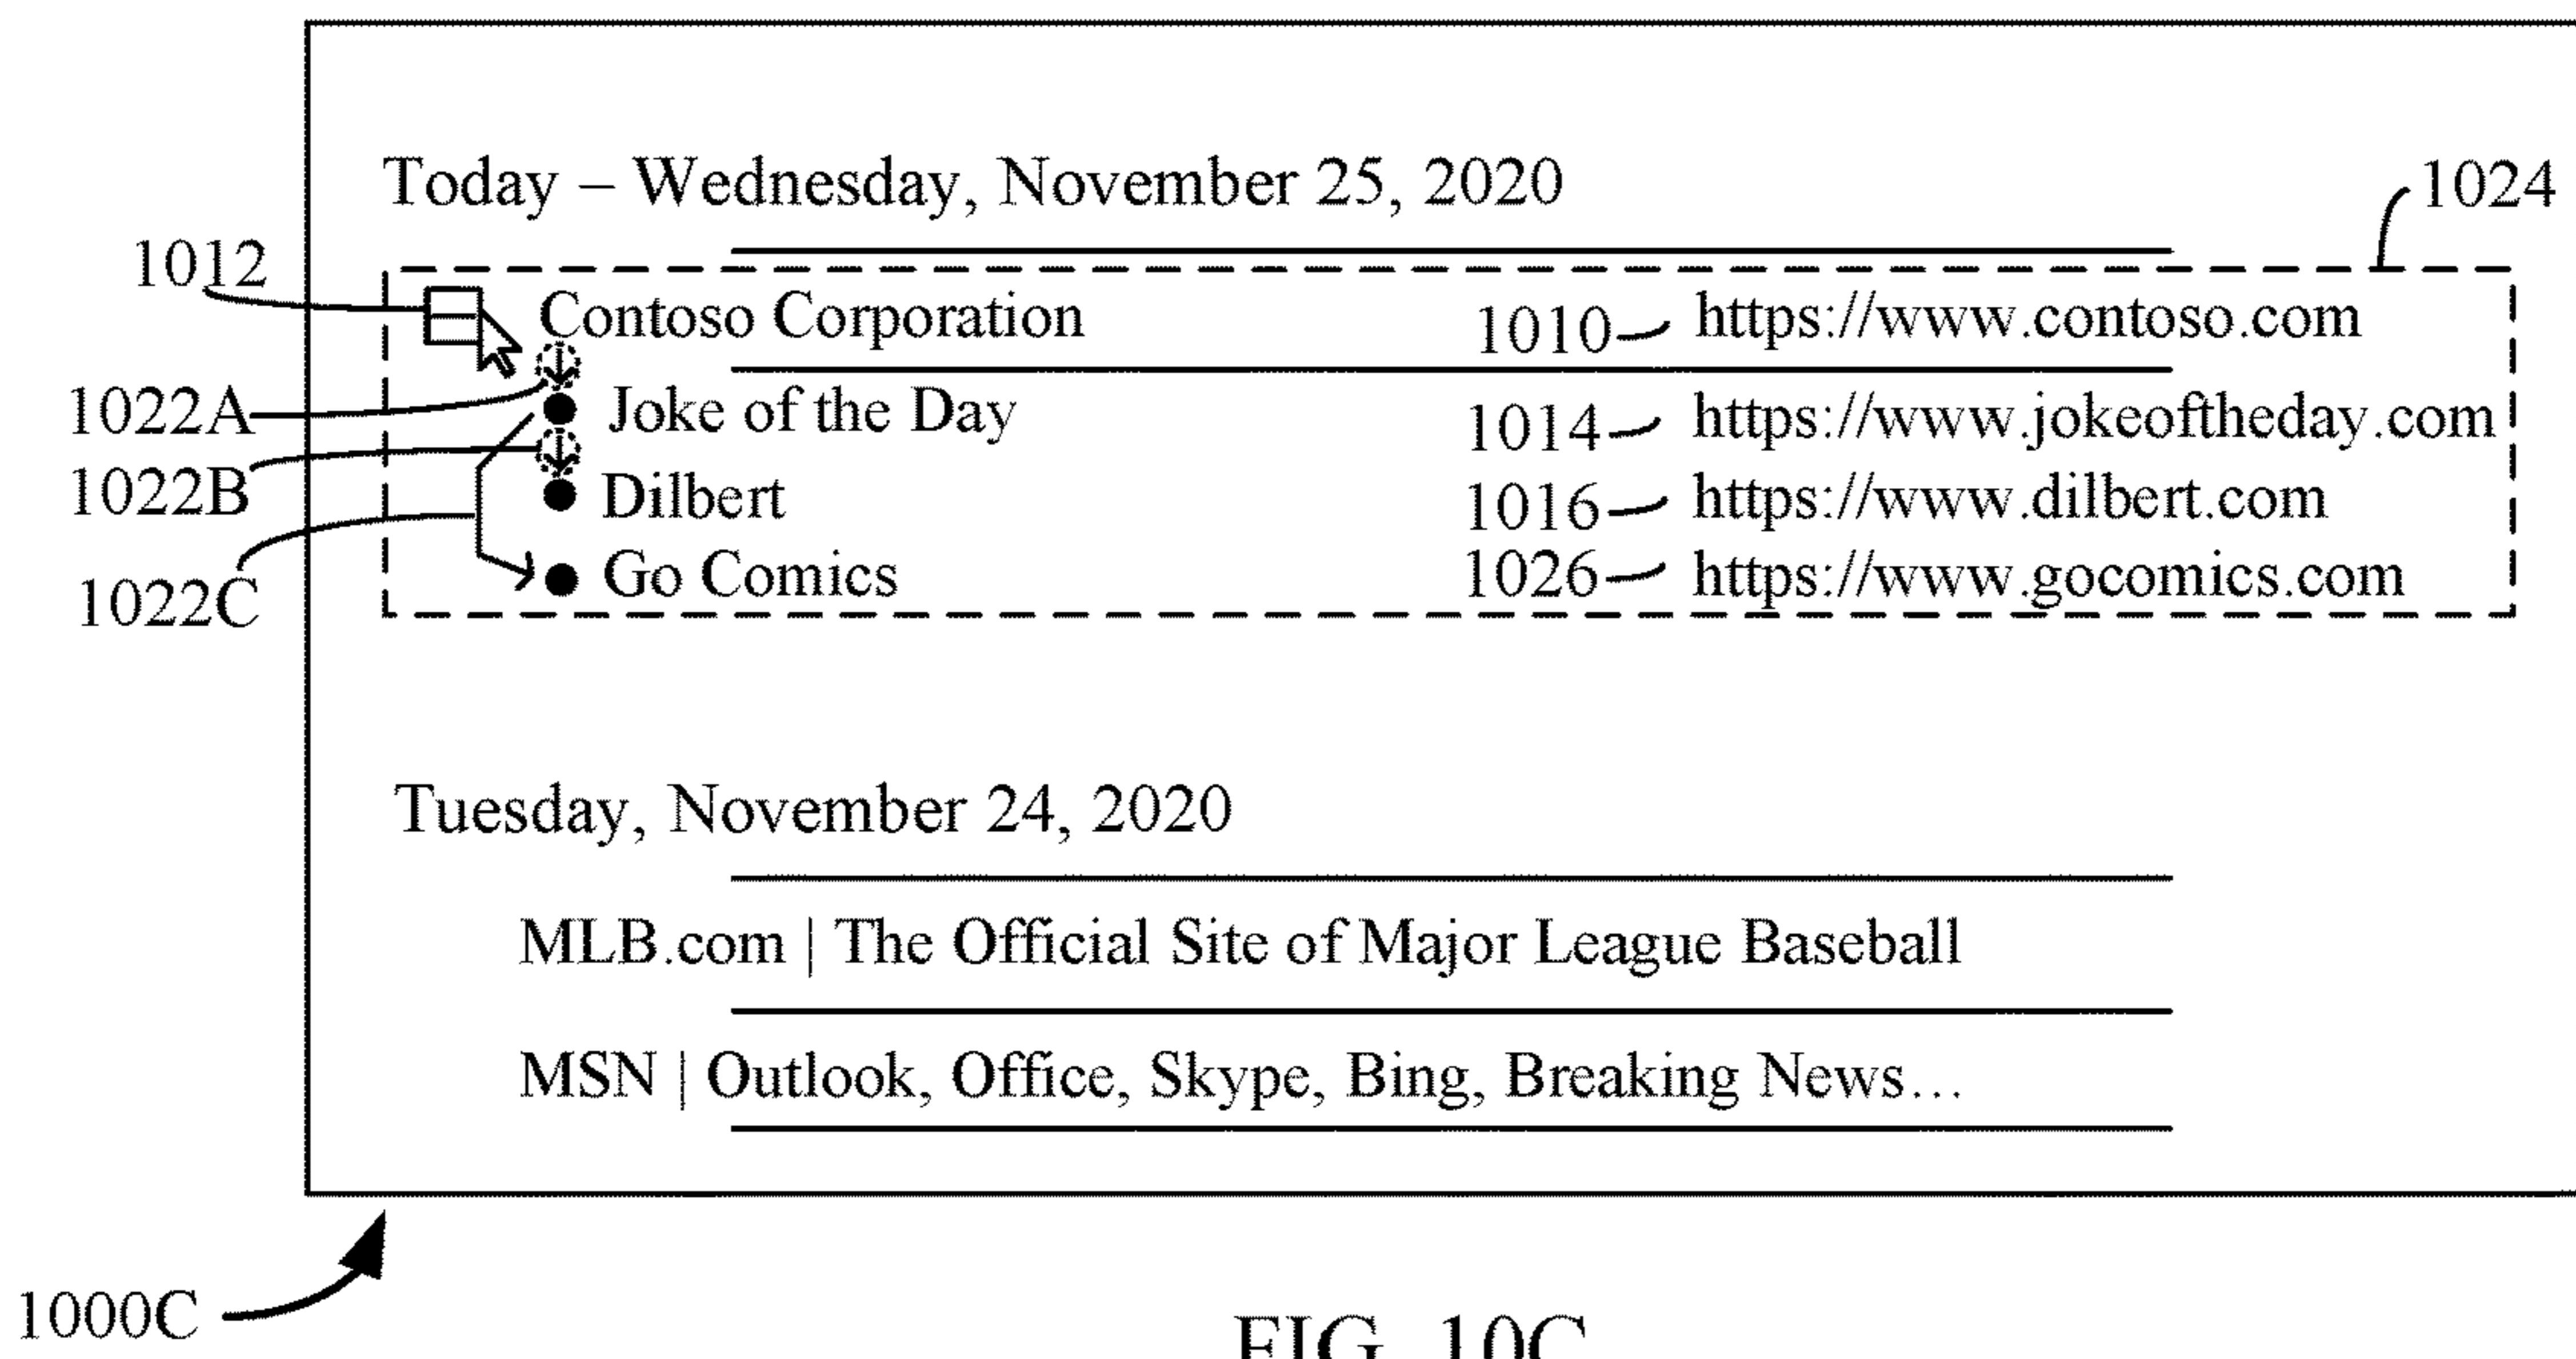 Today – Wednesday, November 25, 2020
1024
1012
Contoso Corporation 1010 https://www.contoso.com
1022A Joke of the Day 1014 https://www.jokeoftheday.com
1022B Dilbert 1016 https://www.dilbert.com
1022C Go Comics 1026 https://www.gocomics.com
Tuesday, November 24, 2020
MLB.com | The Official Site of Major League Baseball
MSN | Outlook, Office, Skype, Bing, Breaking News…
1000C
FIG. 10C